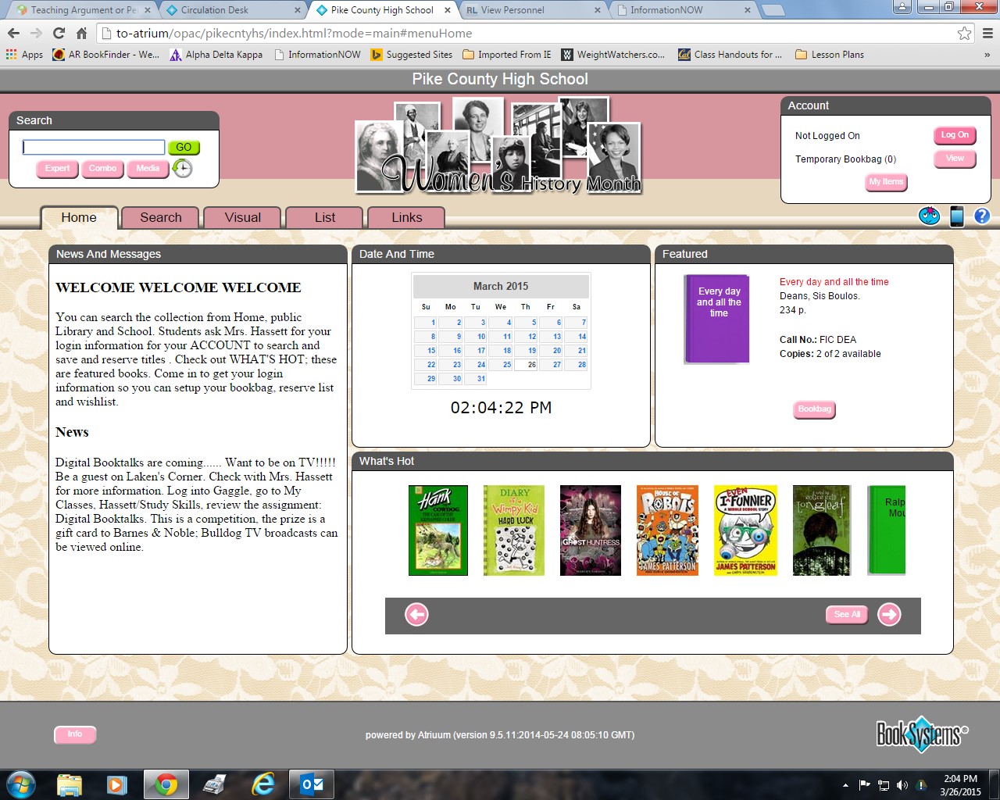 Teaching Argument or Pe
Circulation Desk
Pike County High School
RL View Personnel
InformationNOW
to-atrium/opac/pikecntyhs/index.html?mode=main#menuHome
Apps
AR BookFinder - We...
Alpha Delta Kappa
InformationNOW
Suggested Sites
Imported From IE
WeightWatchers.co...
Class Handouts for ...
Lesson Plans
»
Pike County High School
Search
GO
Expert
Combo
Media
Women's History Month
Account
Not Logged On
Log On
Temporary Bookbag (0)
View
My Items
Home
Search
Visual
List
Links
News And Messages
WELCOME WELCOME WELCOME
You can search the collection from Home, public
Library and School. Students ask Mrs. Hassett for your
login information for your ACCOUNT to search and
save and reserve titles . Check out WHAT'S HOT; these
are featured books. Come in to get your login
information so you can setup your bookbag, reserve list
and wishlist.
News
Digital Booktalks are coming...... Want to be on TV!!!!!
Be a guest on Laken's Corner. Check with Mrs. Hassett
for more information. Log into Gaggle, go to My
Classes, Hassett/Study Skills, review the assignment:
Digital Booktalks. This is a competition, the prize is a
gift card to Barnes & Noble; Bulldog TV broadcasts can
be viewed online.
Date And Time
March 2015
Su Mo Tu We Th Fr Sa
1 2 3 4 5 6 7
8 9 10 11 12 13 14
15 16 17 18 19 20 21
22 23 24 25 26 27 28
29 30 31
02:04:22 PM
Featured
Every day
and all the
time
Every day and all the time
Deans, Sis Boulos.
234 p.
Call No.: FIC DEA
Copies: 2 of 2 available
Bookbag
What's Hot
Hank
COWDOG
DIARY
of a
Wimpy Kid
HARD LUCK
GHOST HUNTRESS
HOUSE OF
ROBOTS
JAMES PATTERSON
I EVEN FUNNIER
A MIDDLE SCHOOL STORY
JAMES PATTERSON
Longleaf
Ralp
Mou
See All
Info
powered by Atriuum (version 9.5.11:2014-05-24 08:05:10 GMT)
BookSystems
2:04 PM
3/26/2015